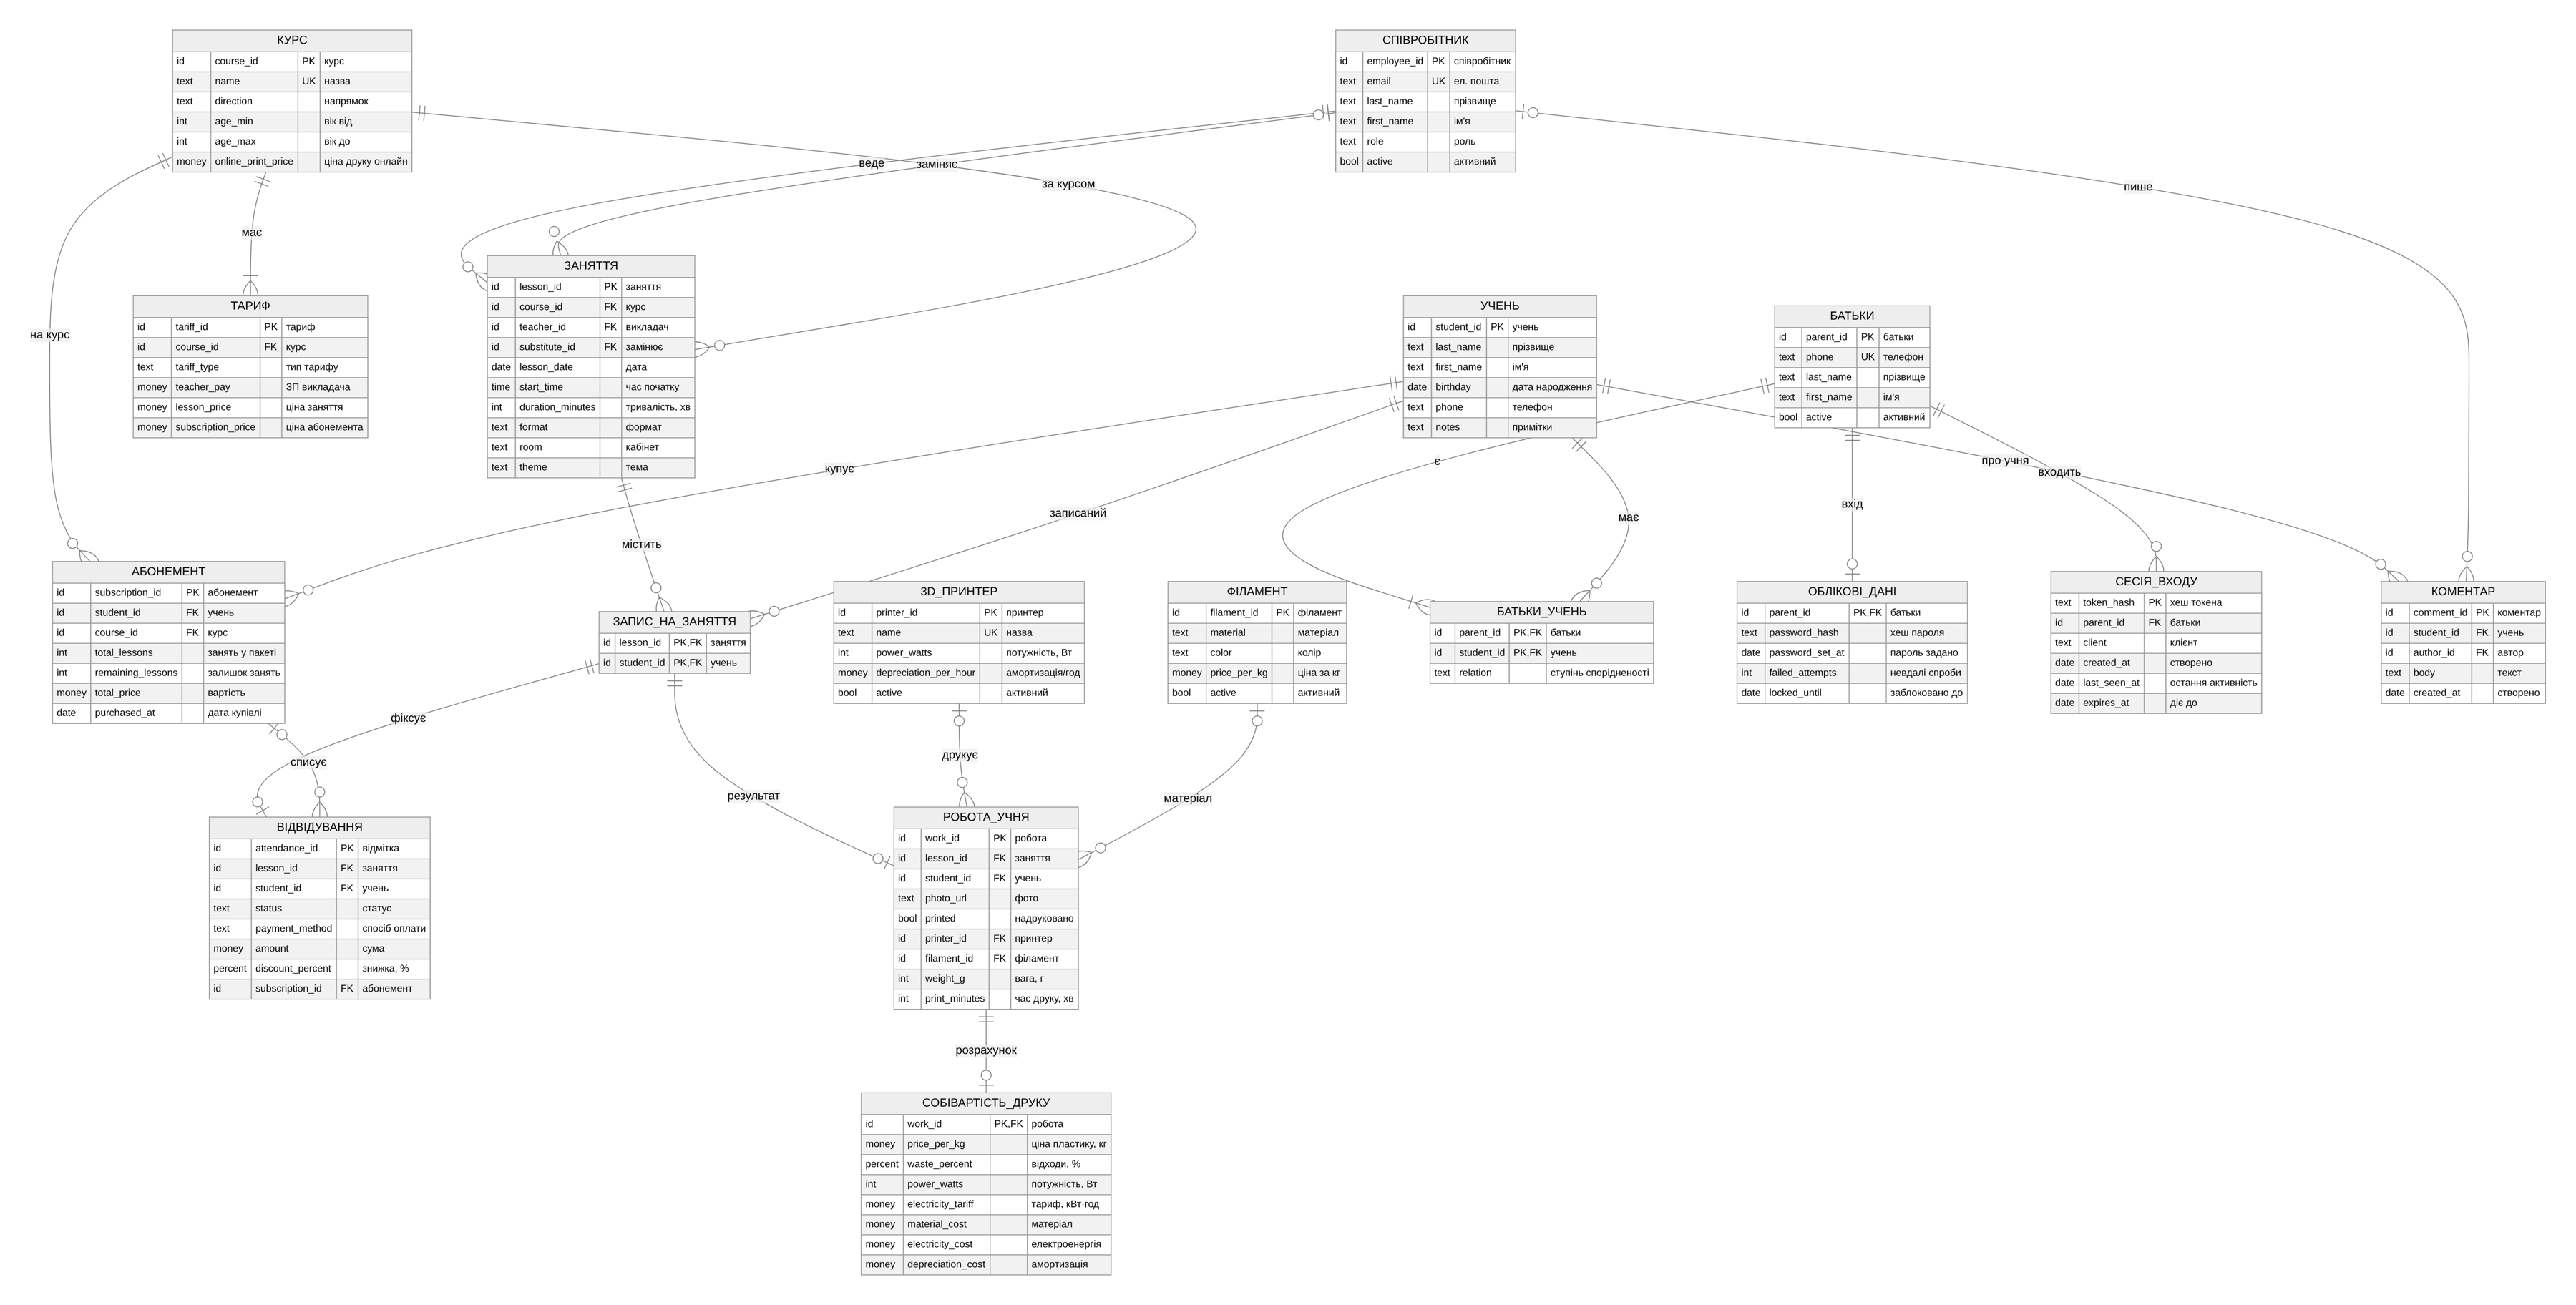 КУРС
id course_id PK курс
text name UK назва
text direction напрямок
int age_min вік від
int age_max вік до
money online_print_price ціна друку онлайн
СПІВРОБІТНИК
id employee_id PK співробітник
text email UK ел. пошта
text last_name прізвище
text first_name ім'я
text role роль
bool active активний
веде
заміняє
за курсом
пише
має
на курс
ТАРИФ
id tariff_id PK тариф
id course_id FK курс
text tariff_type тип тарифу
money teacher_pay ЗП викладача
money lesson_price ціна заняття
money subscription_price ціна абонемента
ЗАНЯТТЯ
id lesson_id PK заняття
id course_id FK курс
id teacher_id FK викладач
id substitute_id FK замінює
date lesson_date дата
time start_time час початку
int duration_minutes тривалість, хв
text format формат
text room кабінет
text theme тема
УЧЕНЬ
id student_id PK учень
text last_name прізвище
text first_name ім'я
date birthday дата народження
text phone телефон
text notes примітки
БАТЬКИ
id parent_id PK батьки
text phone UK телефон
text last_name прізвище
text first_name ім'я
bool active активний
купує
є
про учня
входить
вхід
записаний
має
містить
АБОНЕМЕНТ
id subscription_id PK абонемент
id student_id FK учень
id course_id FK курс
int total_lessons занять у пакеті
int remaining_lessons залишок занять
money total_price вартість
date purchased_at дата купівлі
ЗАПИС_НА_ЗАНЯТТЯ
id lesson_id PK,FK заняття
id student_id PK,FK учень
3D_ПРИНТЕР
id printer_id PK принтер
text name UK назва
int power_watts потужність, Вт
money depreciation_per_hour амортизація/год
bool active активний
ФІЛАМЕНТ
id filament_id PK філамент
text material матеріал
text color колір
money price_per_kg ціна за кг
bool active активний
БАТЬКИ_УЧЕНЬ
id parent_id PK,FK батьки
id student_id PK,FK учень
text relation ступінь спорідненості
ОБЛІКОВІ_ДАНІ
id parent_id PK,FK батьки
text password_hash хеш пароля
date password_set_at пароль задано
int failed_attempts невдалі спроби
date locked_until заблоковано до
СЕСІЯ_ВХОДУ
text token_hash PK хеш токена
id parent_id FK батьки
text client клієнт
date created_at створено
date last_seen_at остання активність
date expires_at діє до
КОМЕНТАР
id comment_id PK коментар
id student_id FK учень
id author_id FK автор
text body текст
date created_at створено
фіксує
списує
друкує
результат
матеріал
ВІДВІДУВАННЯ
id attendance_id PK відмітка
id lesson_id FK заняття
id student_id FK учень
text status статус
text payment_method спосіб оплати
money amount сума
percent discount_percent знижка, %
id subscription_id FK абонемент
РОБОТА_УЧНЯ
id work_id PK робота
id lesson_id FK заняття
id student_id FK учень
text photo_url фото
bool printed надруковано
id printer_id FK принтер
id filament_id FK філамент
int weight_g вага, г
int print_minutes час друку, хв
розрахунок
СОБІВАРТІСТЬ_ДРУКУ
id work_id PK,FK робота
money price_per_kg ціна пластику, кг
percent waste_percent відходи, %
int power_watts потужність, Вт
money electricity_tariff тариф, кВт·год
money material_cost матеріал
money electricity_cost електроенергія
money depreciation_cost амортизація